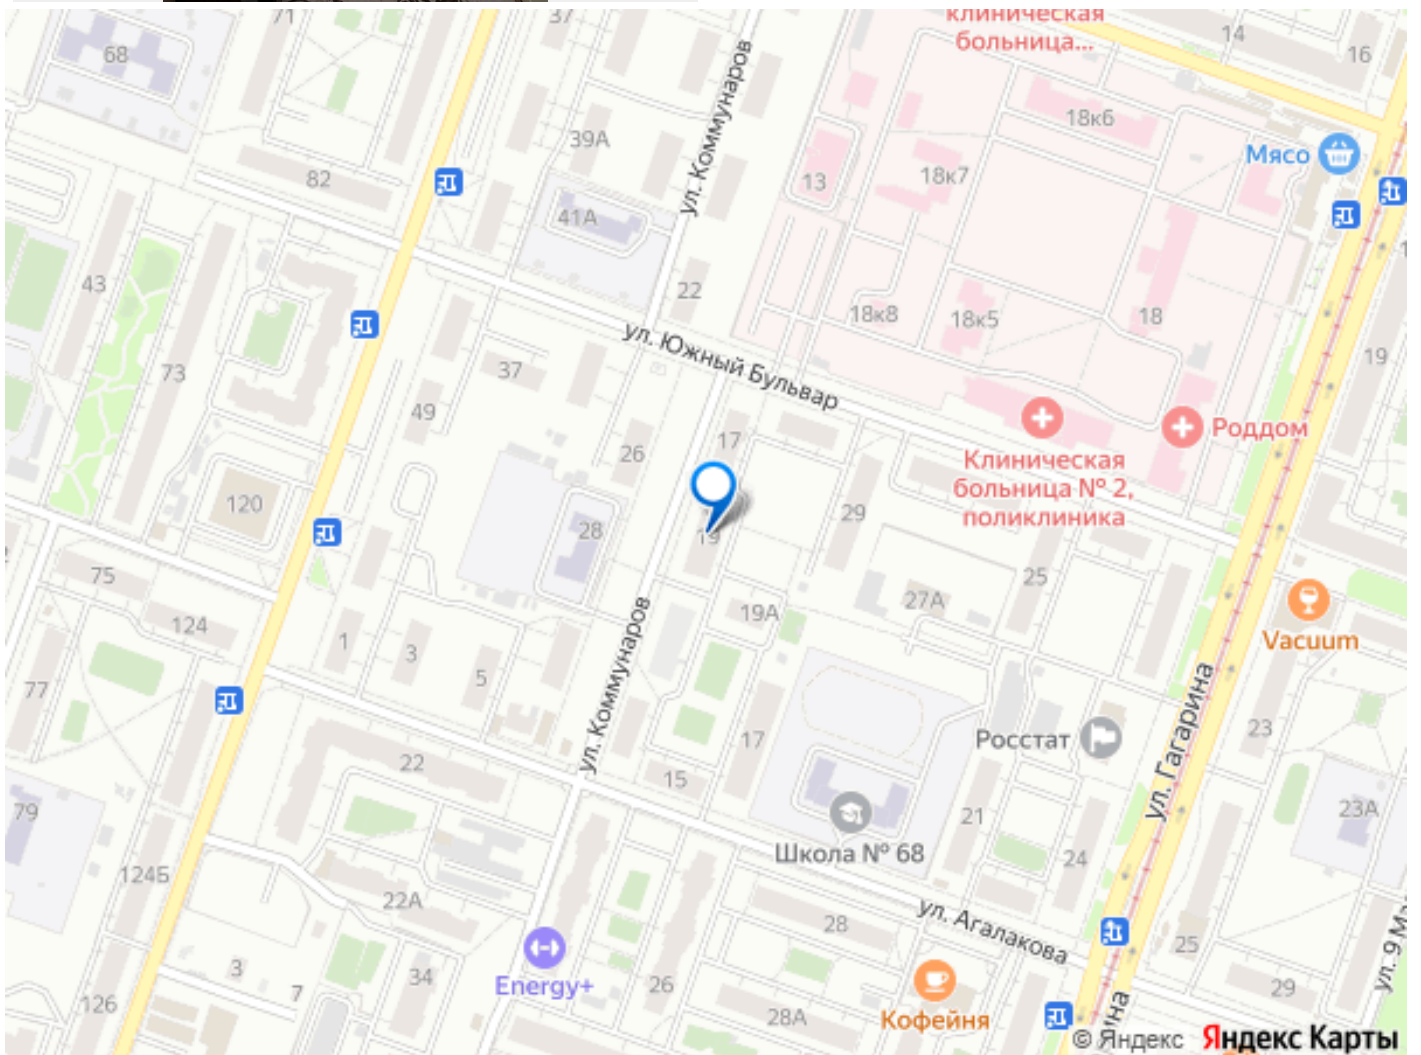 71
37
клиническая
больница...
14
16
68
ул. Коммунаров
18к6
39А
Мясо
82
13
18к7
41А
43
22
18к8
18к5
18
19
ул. Южный Бульвар
37
73
49
17
Роддом
26
Клиническая
больница № 2,
поликлиника
120
28
19
29
75
25
27А
19А
124
1
3
5
Vacuum
ул. Коммунаров
77
ул. Гагарина
17
Росстат
23
22
15
79
21
23А
Школа № 68
24
124Б
22А
28
ул. Агалакова
25
3
34
Energy+
26
7
29
126
28А
Кофейня
© Яндекс Яндекс Карты